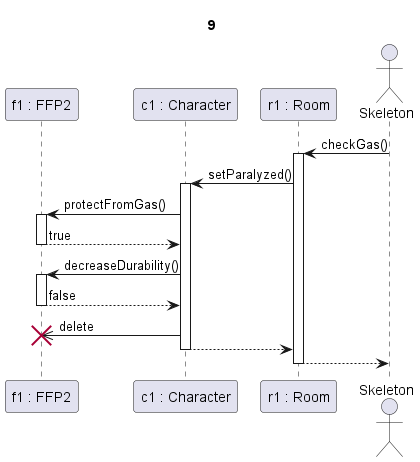 9
f1 : FFP2
c1 : Character
r1 : Room
Skeleton
checkGas()
setParalyzed()
protectFromGas()
true
decreaseDurability()
false
delete
f1 : FFP2
c1 : Character
r1 : Room
Skeleton